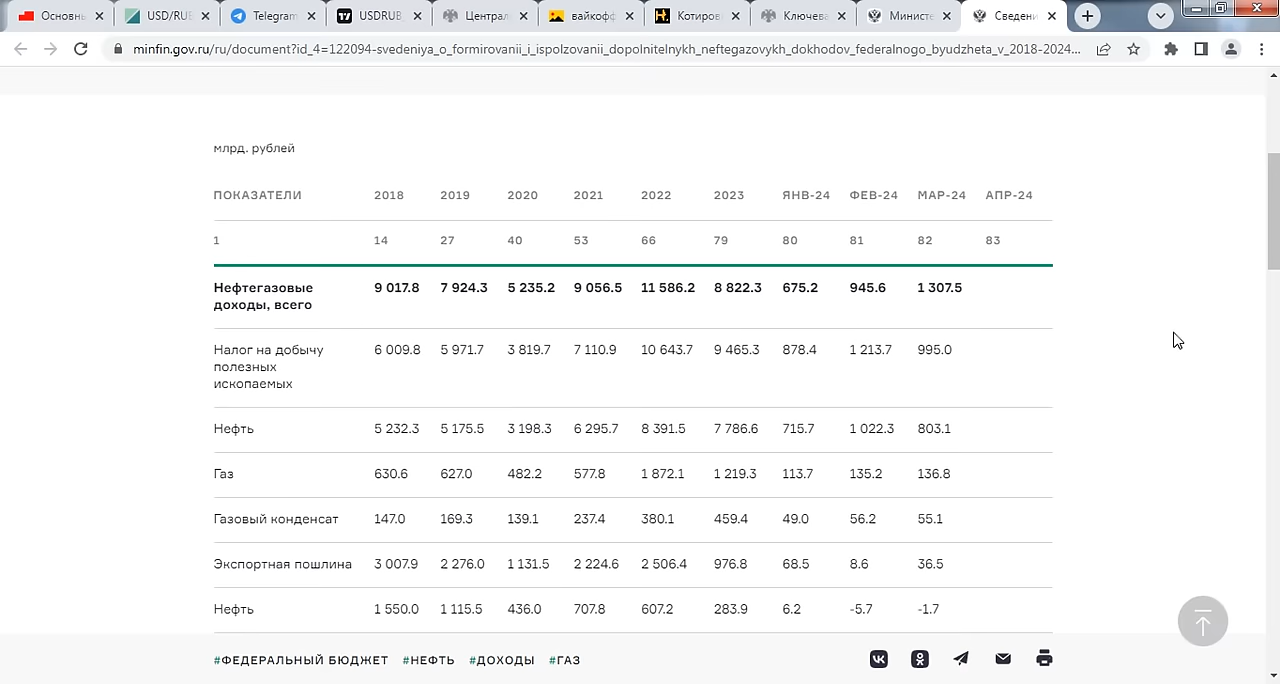 Основны
USD/RUB
Telegram
USDRUB
Централ
вайкофф
Котиров
Ключева
Министе
Сведени
minfin.gov.ru/ru/document?id_4=122094-svedeniya_o_formirovanii_i_ispolzovanii_dopolnitelnykh_neftegazovykh_dokhodov_federalnogo_byudzheta_v_2018-2024...
млрд. рублей
ПОКАЗАТЕЛИ 2018 2019 2020 2021 2022 2023 ЯНВ-24 ФЕВ-24 МАР-24 АПР-24
1 14 27 40 53 66 79 80 81 82 83
Нефтегазовые 9 017.8 7 924.3 5 235.2 9 056.5 11 586.2 8 822.3 675.2 945.6 1 307.5
доходы, всего
Налог на добычу 6 009.8 5 971.7 3 819.7 7 110.9 10 643.7 9 465.3 878.4 1 213.7 995.0
полезных
ископаемых
Нефть 5 232.3 5 175.5 3 198.3 6 295.7 8 391.5 7 786.6 715.7 1 022.3 803.1
Газ 630.6 627.0 482.2 577.8 1 872.1 1 219.3 113.7 135.2 136.8
Газовый конденсат 147.0 169.3 139.1 237.4 380.1 459.4 49.0 56.2 55.1
Экспортная пошлина 3 007.9 2 276.0 1 131.5 2 224.6 2 506.4 976.8 68.5 8.6 36.5
Нефть 1 550.0 1 115.5 436.0 707.8 607.2 283.9 6.2 -5.7 -1.7
#ФЕДЕРАЛЬНЫЙ БЮДЖЕТ #НЕФТЬ #ДОХОДЫ #ГАЗ